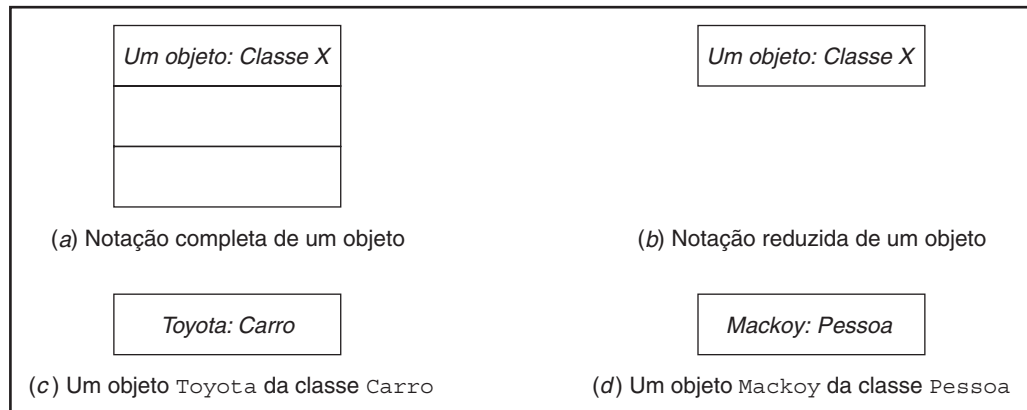 Um objeto: Classe X
Um objeto: Classe X
(a) Notação completa de um objeto
(b) Notação reduzida de um objeto
Toyota: Carro
Mackoy: Pessoa
(c) Um objeto Toyota da classe Carro
(d) Um objeto Mackoy da classe Pessoa